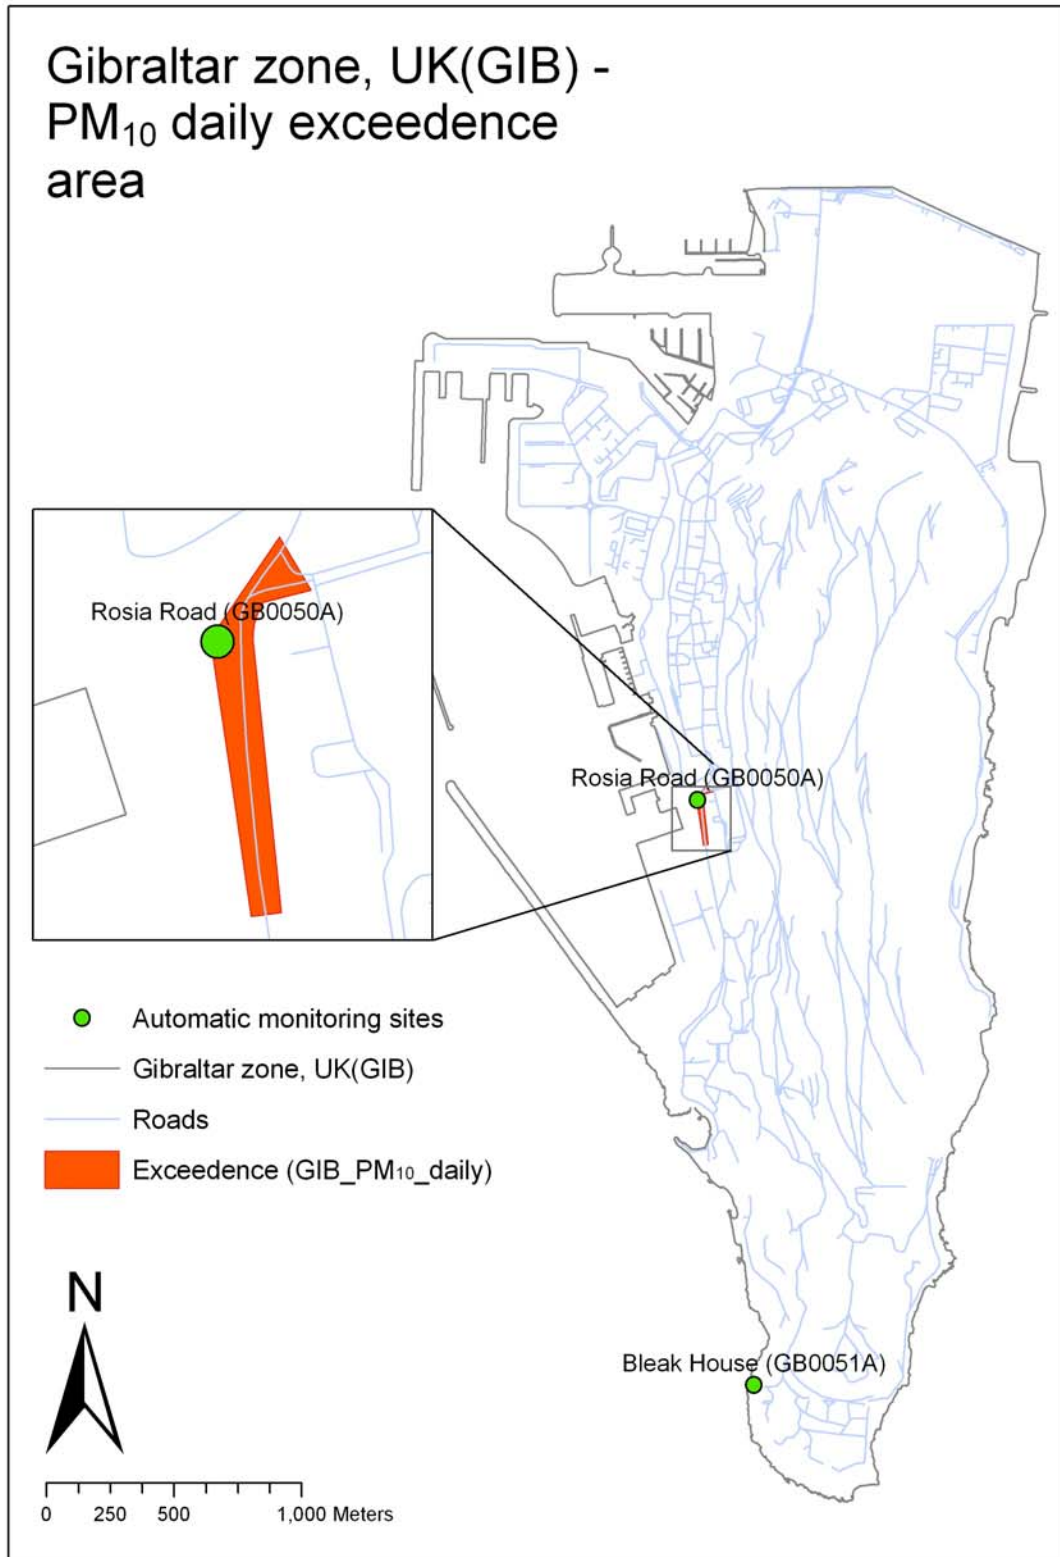 Gibraltar zone, UK(GIB) -
PM₁₀ daily exceedence
area
Rosia Road (GB0050A)
Rosia Road (GB0050A)
Automatic monitoring sites
Gibraltar zone, UK(GIB)
Roads
Exceedence (GIB_PM₁₀_daily)
N
Bleak House (GB0051A)
0 250 500 1,000 Meters